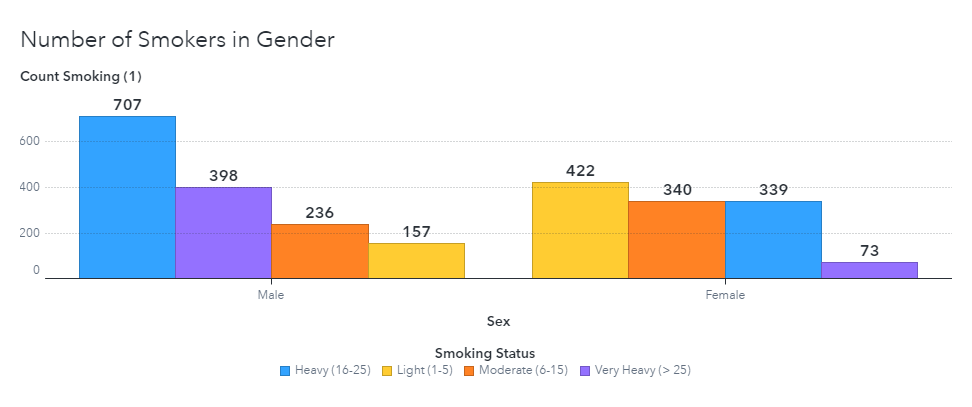 Number of Smokers in Gender
Count Smoking (1)
707
398
236
157
422
340
339
73
600
400
200
0
Male
Female
Sex
Smoking Status
Heavy (16-25) Light (1-5) Moderate (6-15) Very Heavy (> 25)